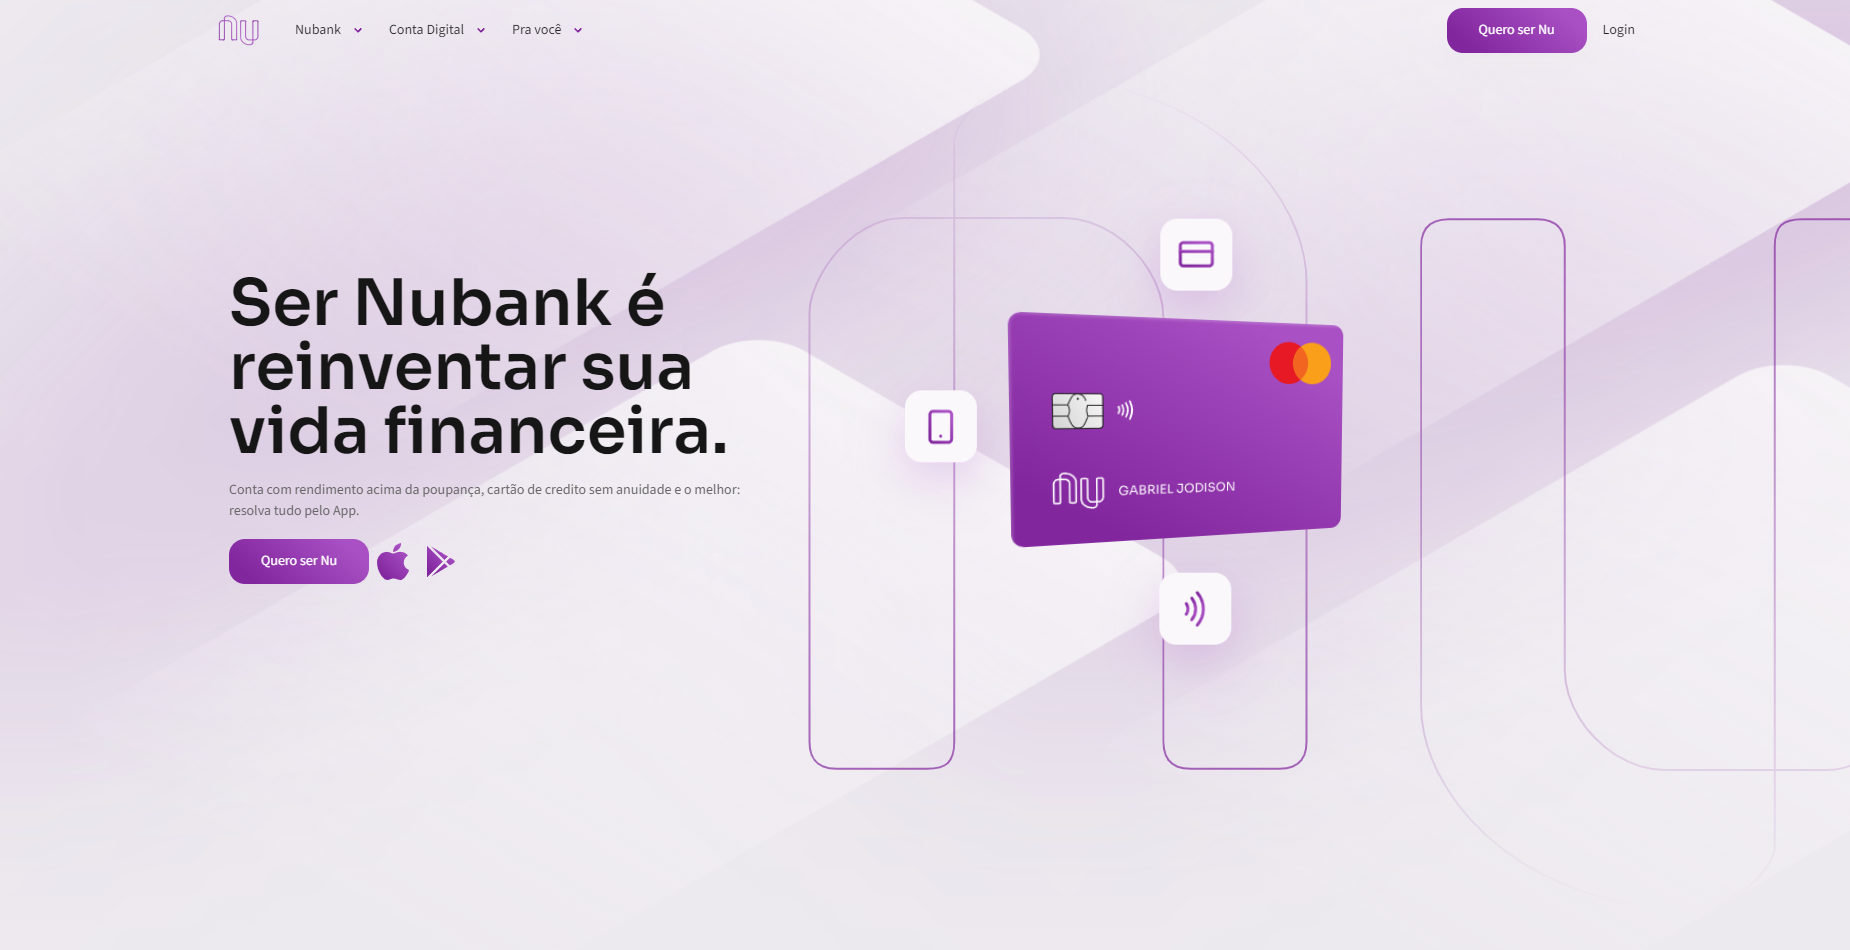 nu
Nubank
Conta Digital
Pra você
Quero ser Nu
Login
Ser Nubank é
reinventar sua
vida financeira.
Conta com rendimento acima da poupança, cartão de credito sem anuidade e o melhor:
resolva tudo pelo App.
Quero ser Nu
nu
GABRIEL JODISON